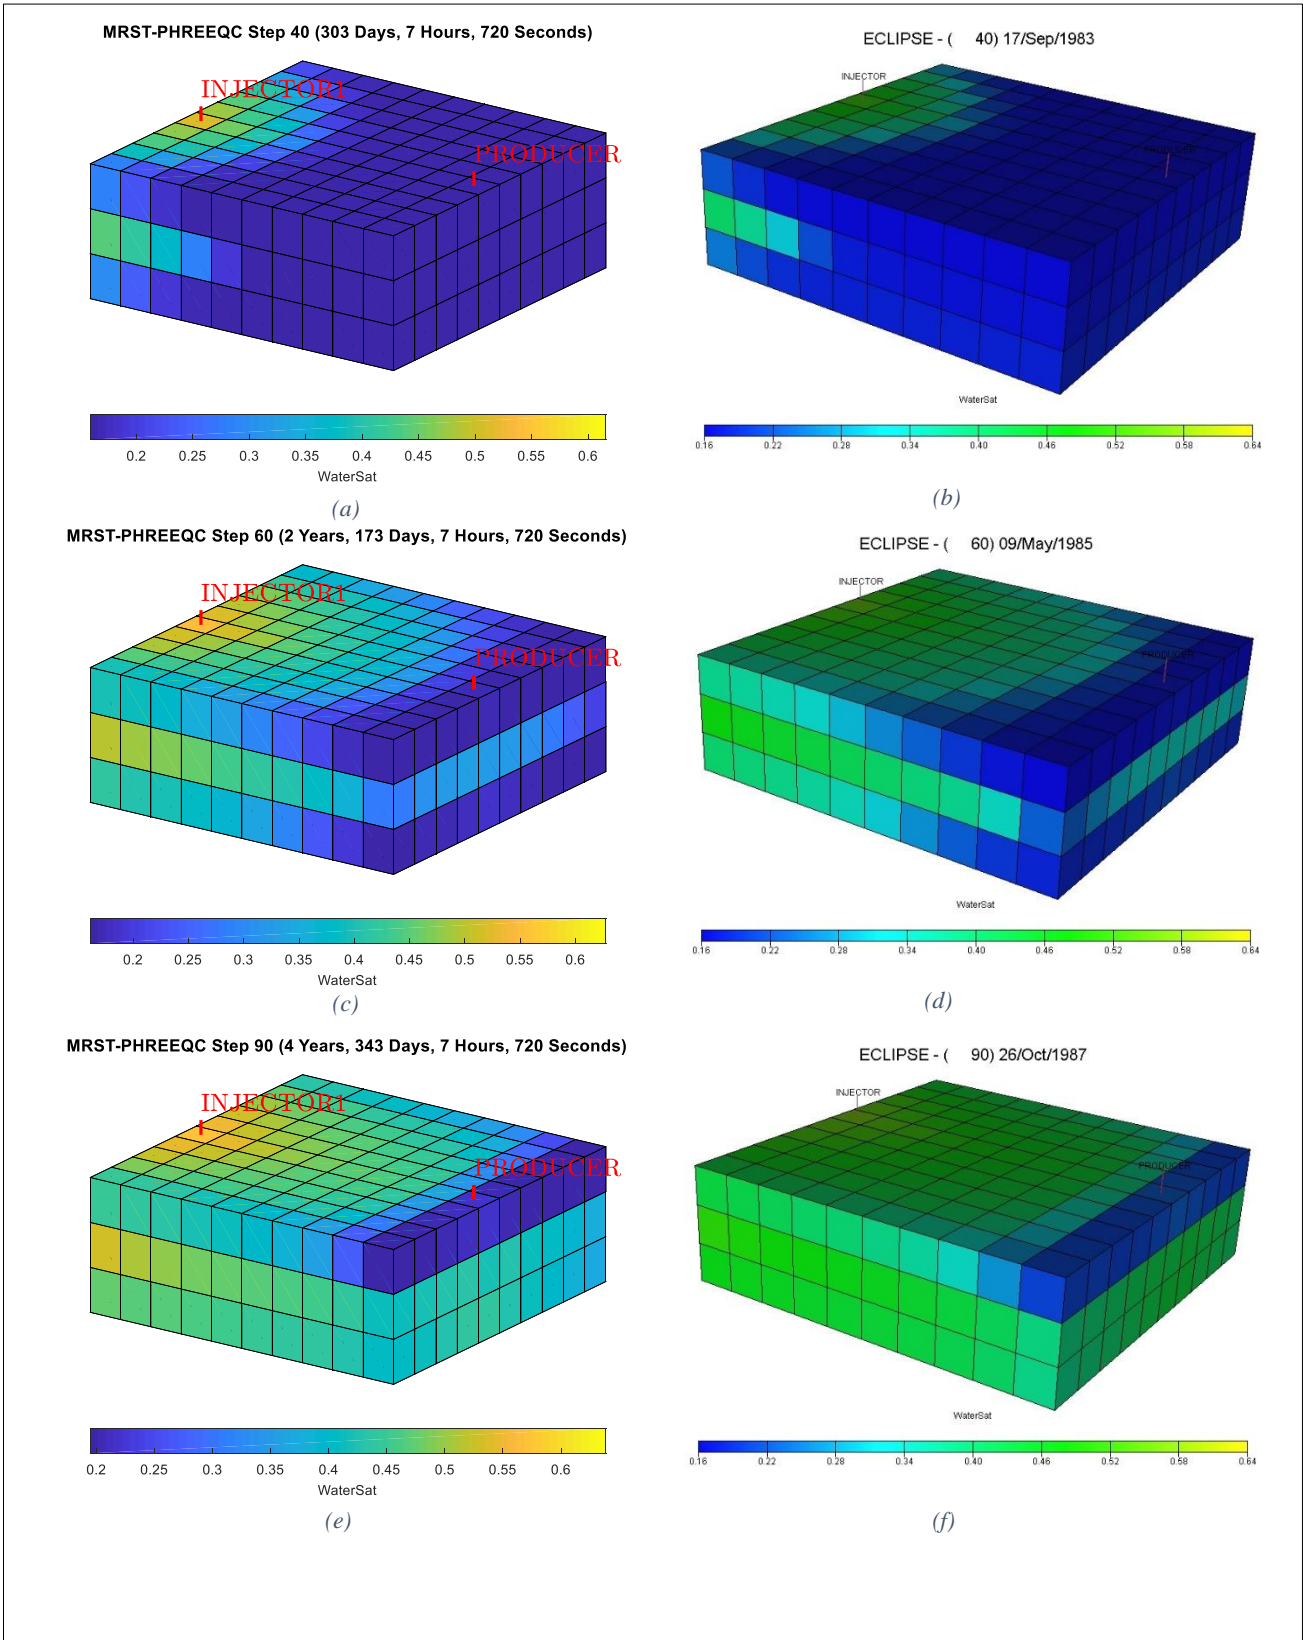 MRST-PHREEQC Step 40 (303 Days, 7 Hours, 720 Seconds)
INJECTOR1
PRODUCER
0.2 0.25 0.3 0.35 0.4 0.45 0.5 0.55 0.6
WaterSat
(a)
ECLIPSE - ( 40) 17/Sep/1983
INJECTOR
PRODUCER
WaterSat
0.16 0.22 0.28 0.34 0.40 0.46 0.52 0.58 0.64
(b)
MRST-PHREEQC Step 60 (2 Years, 173 Days, 7 Hours, 720 Seconds)
INJECTOR1
PRODUCER
0.2 0.25 0.3 0.35 0.4 0.45 0.5 0.55 0.6
WaterSat
(c)
ECLIPSE - ( 60) 09/May/1985
INJECTOR
PRODUCER
WaterSat
0.16 0.22 0.28 0.34 0.40 0.46 0.52 0.58 0.64
(d)
MRST-PHREEQC Step 90 (4 Years, 343 Days, 7 Hours, 720 Seconds)
INJECTOR1
PRODUCER
0.2 0.25 0.3 0.35 0.4 0.45 0.5 0.55 0.6
WaterSat
(e)
ECLIPSE - ( 90) 26/Oct/1987
INJECTOR
PRODUCER
WaterSat
0.16 0.22 0.28 0.34 0.40 0.46 0.52 0.58 0.64
(f)